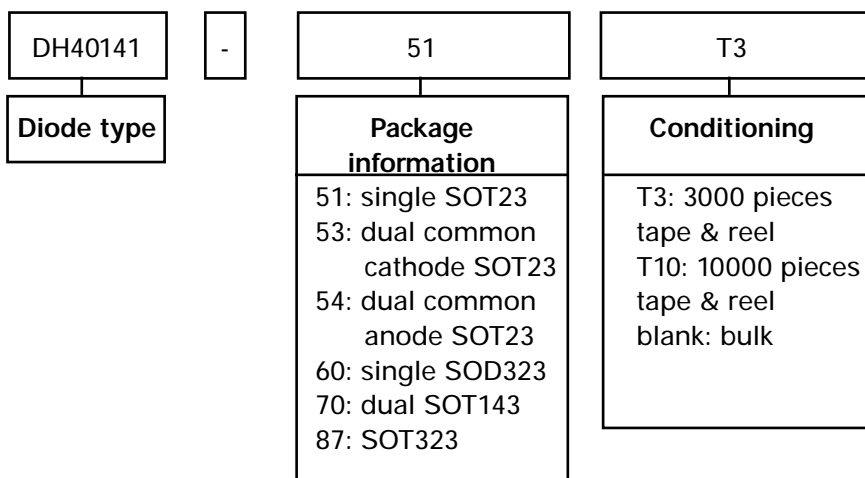 DH40141 - 51 T3
Diode type
Package
information
51: single SOT23
53: dual common
cathode SOT23
54: dual common
anode SOT23
60: single SOD323
70: dual SOT143
87: SOT323
Conditioning
T3: 3000 pieces
tape & reel
T10: 10000 pieces
tape & reel
blank: bulk